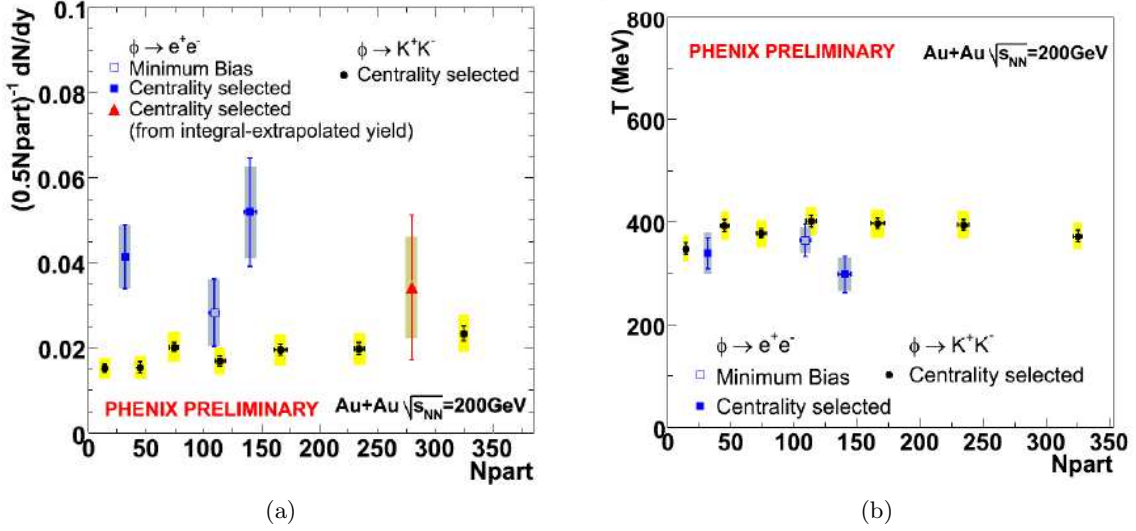 (0.5Npart)⁻¹ dN/dy
0.1
0.08
0.06
0.04
0.02
0
ϕ → e⁺e⁻
Minimum Bias
Centrality selected
Centrality selected
(from integral-extrapolated yield)
ϕ → K⁺K⁻
Centrality selected
PHENIX PRELIMINARY
Au+Au √s_NN=200GeV
0 50 100 150 200 250 300 350
Npart
(a)
T (MeV)
800
600
400
200
0
PHENIX PRELIMINARY
Au+Au √s_NN=200GeV
ϕ → e⁺e⁻
Minimum Bias
Centrality selected
ϕ → K⁺K⁻
Centrality selected
0 50 100 150 200 250 300 350
Npart
(b)